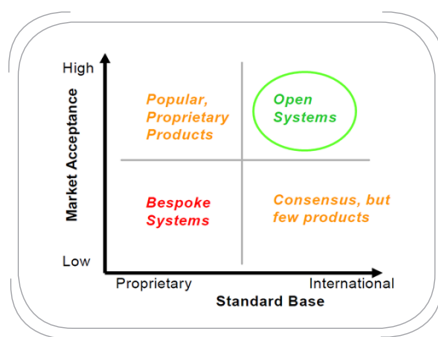 High
Popular,
Proprietary
Products
Open
Systems
Market Acceptance
Bespoke
Systems
Consensus, but
few products
Low
Proprietary
International
Standard Base